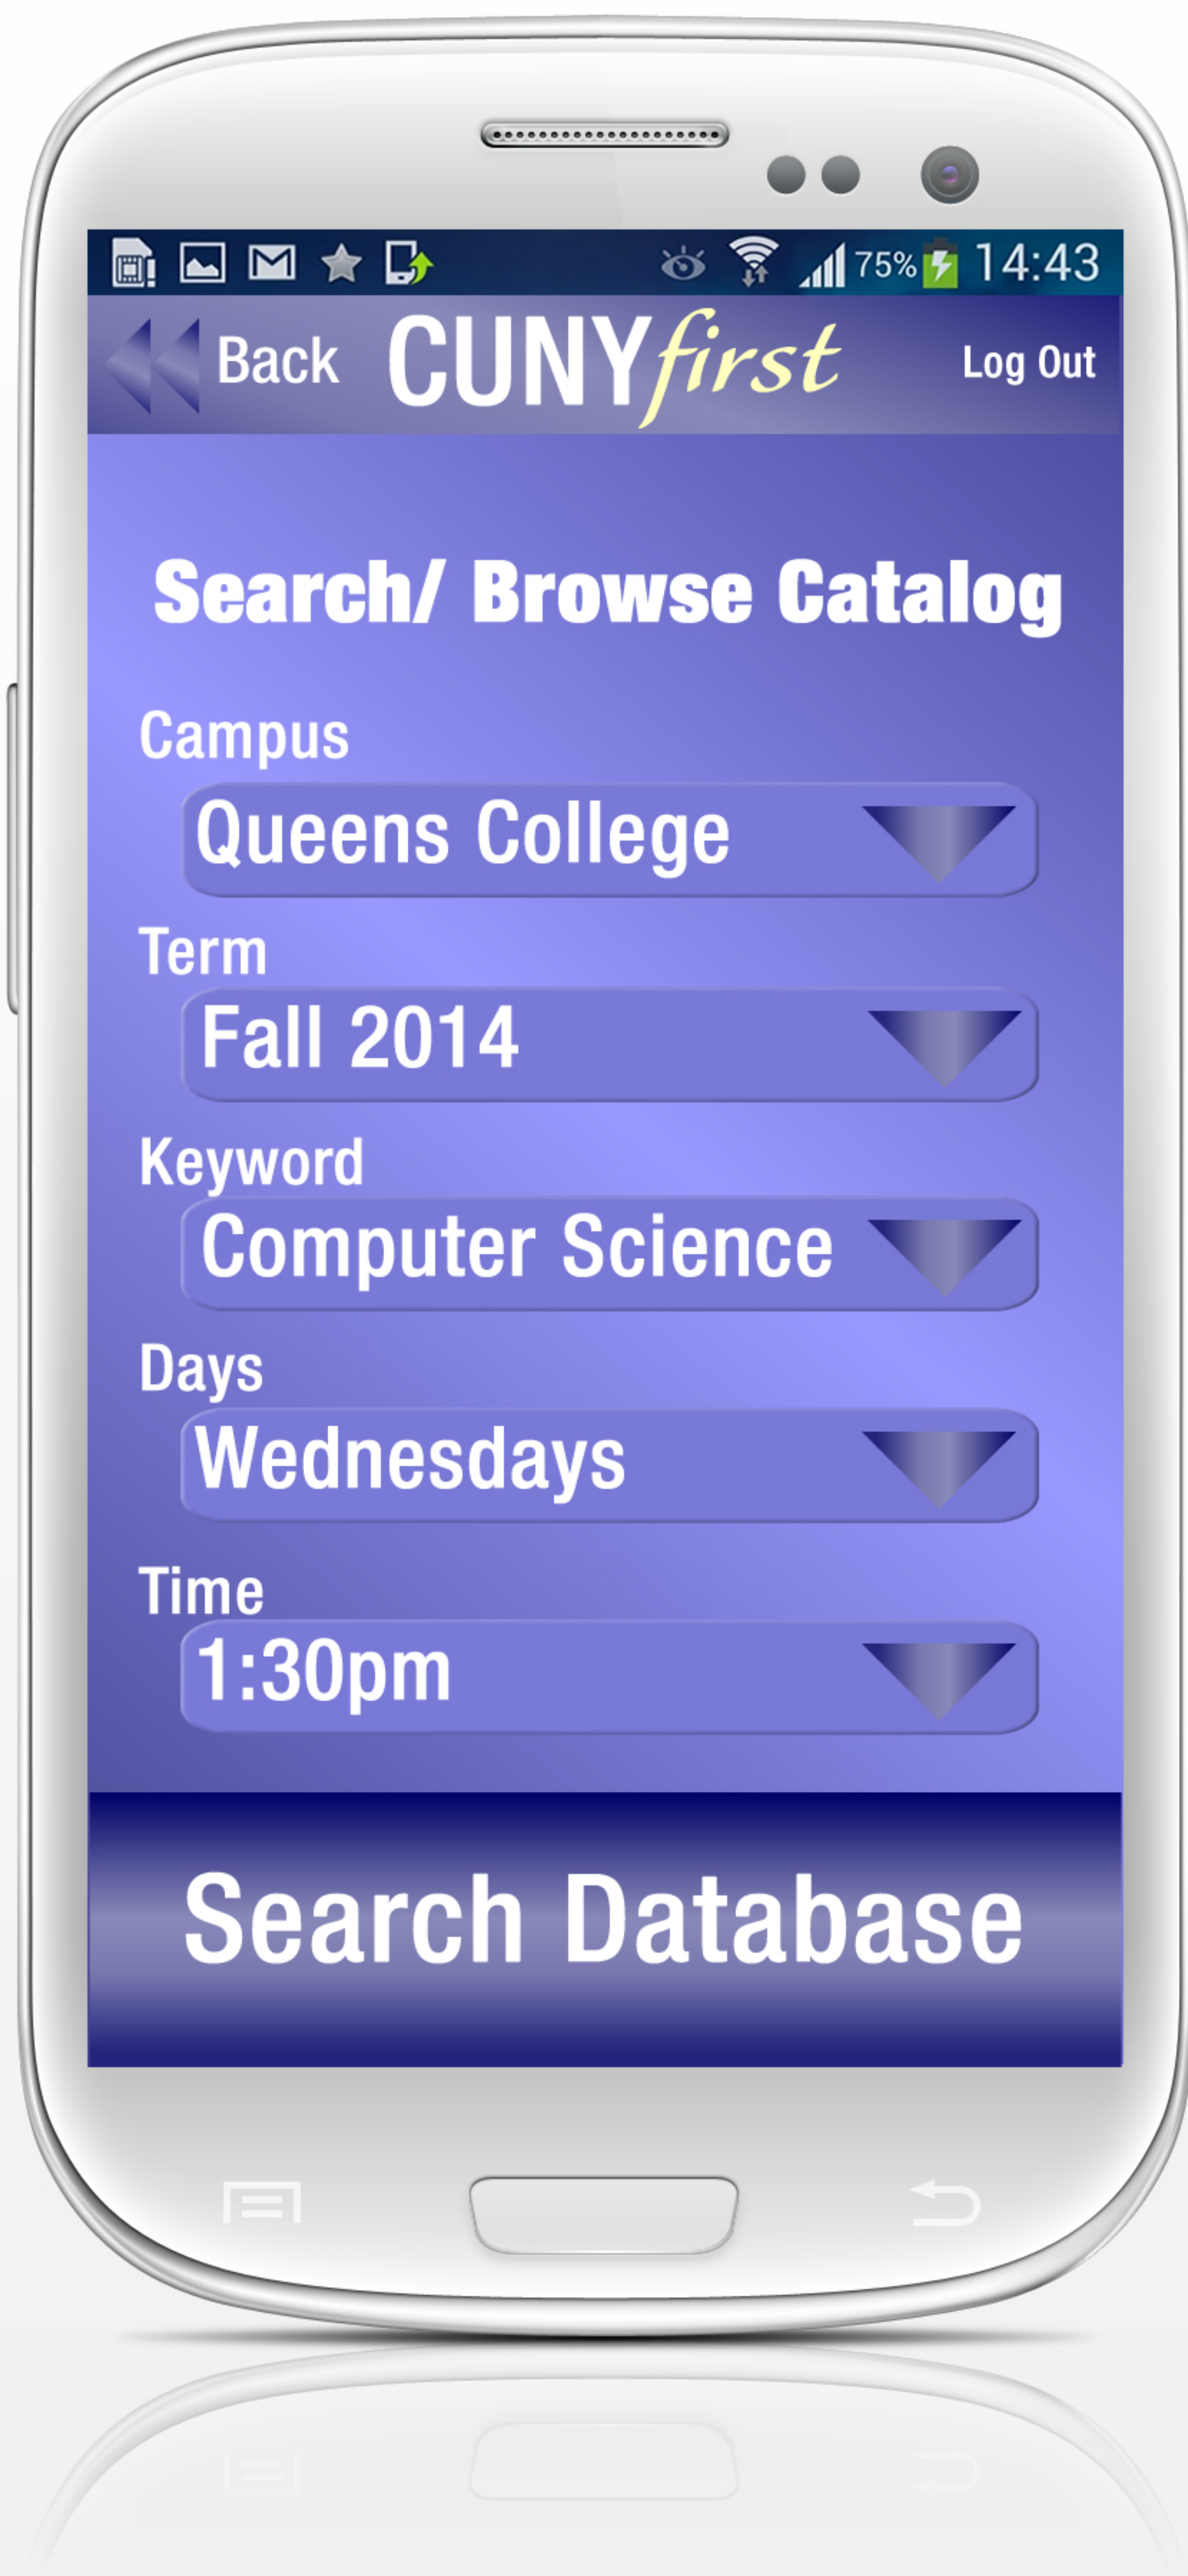 75% 14:43
Back CUNYfirst Log Out
Search/ Browse Catalog
Campus
Queens College
Term
Fall 2014
Keyword
Computer Science
Days
Wednesdays
Time
1:30pm
Search Database